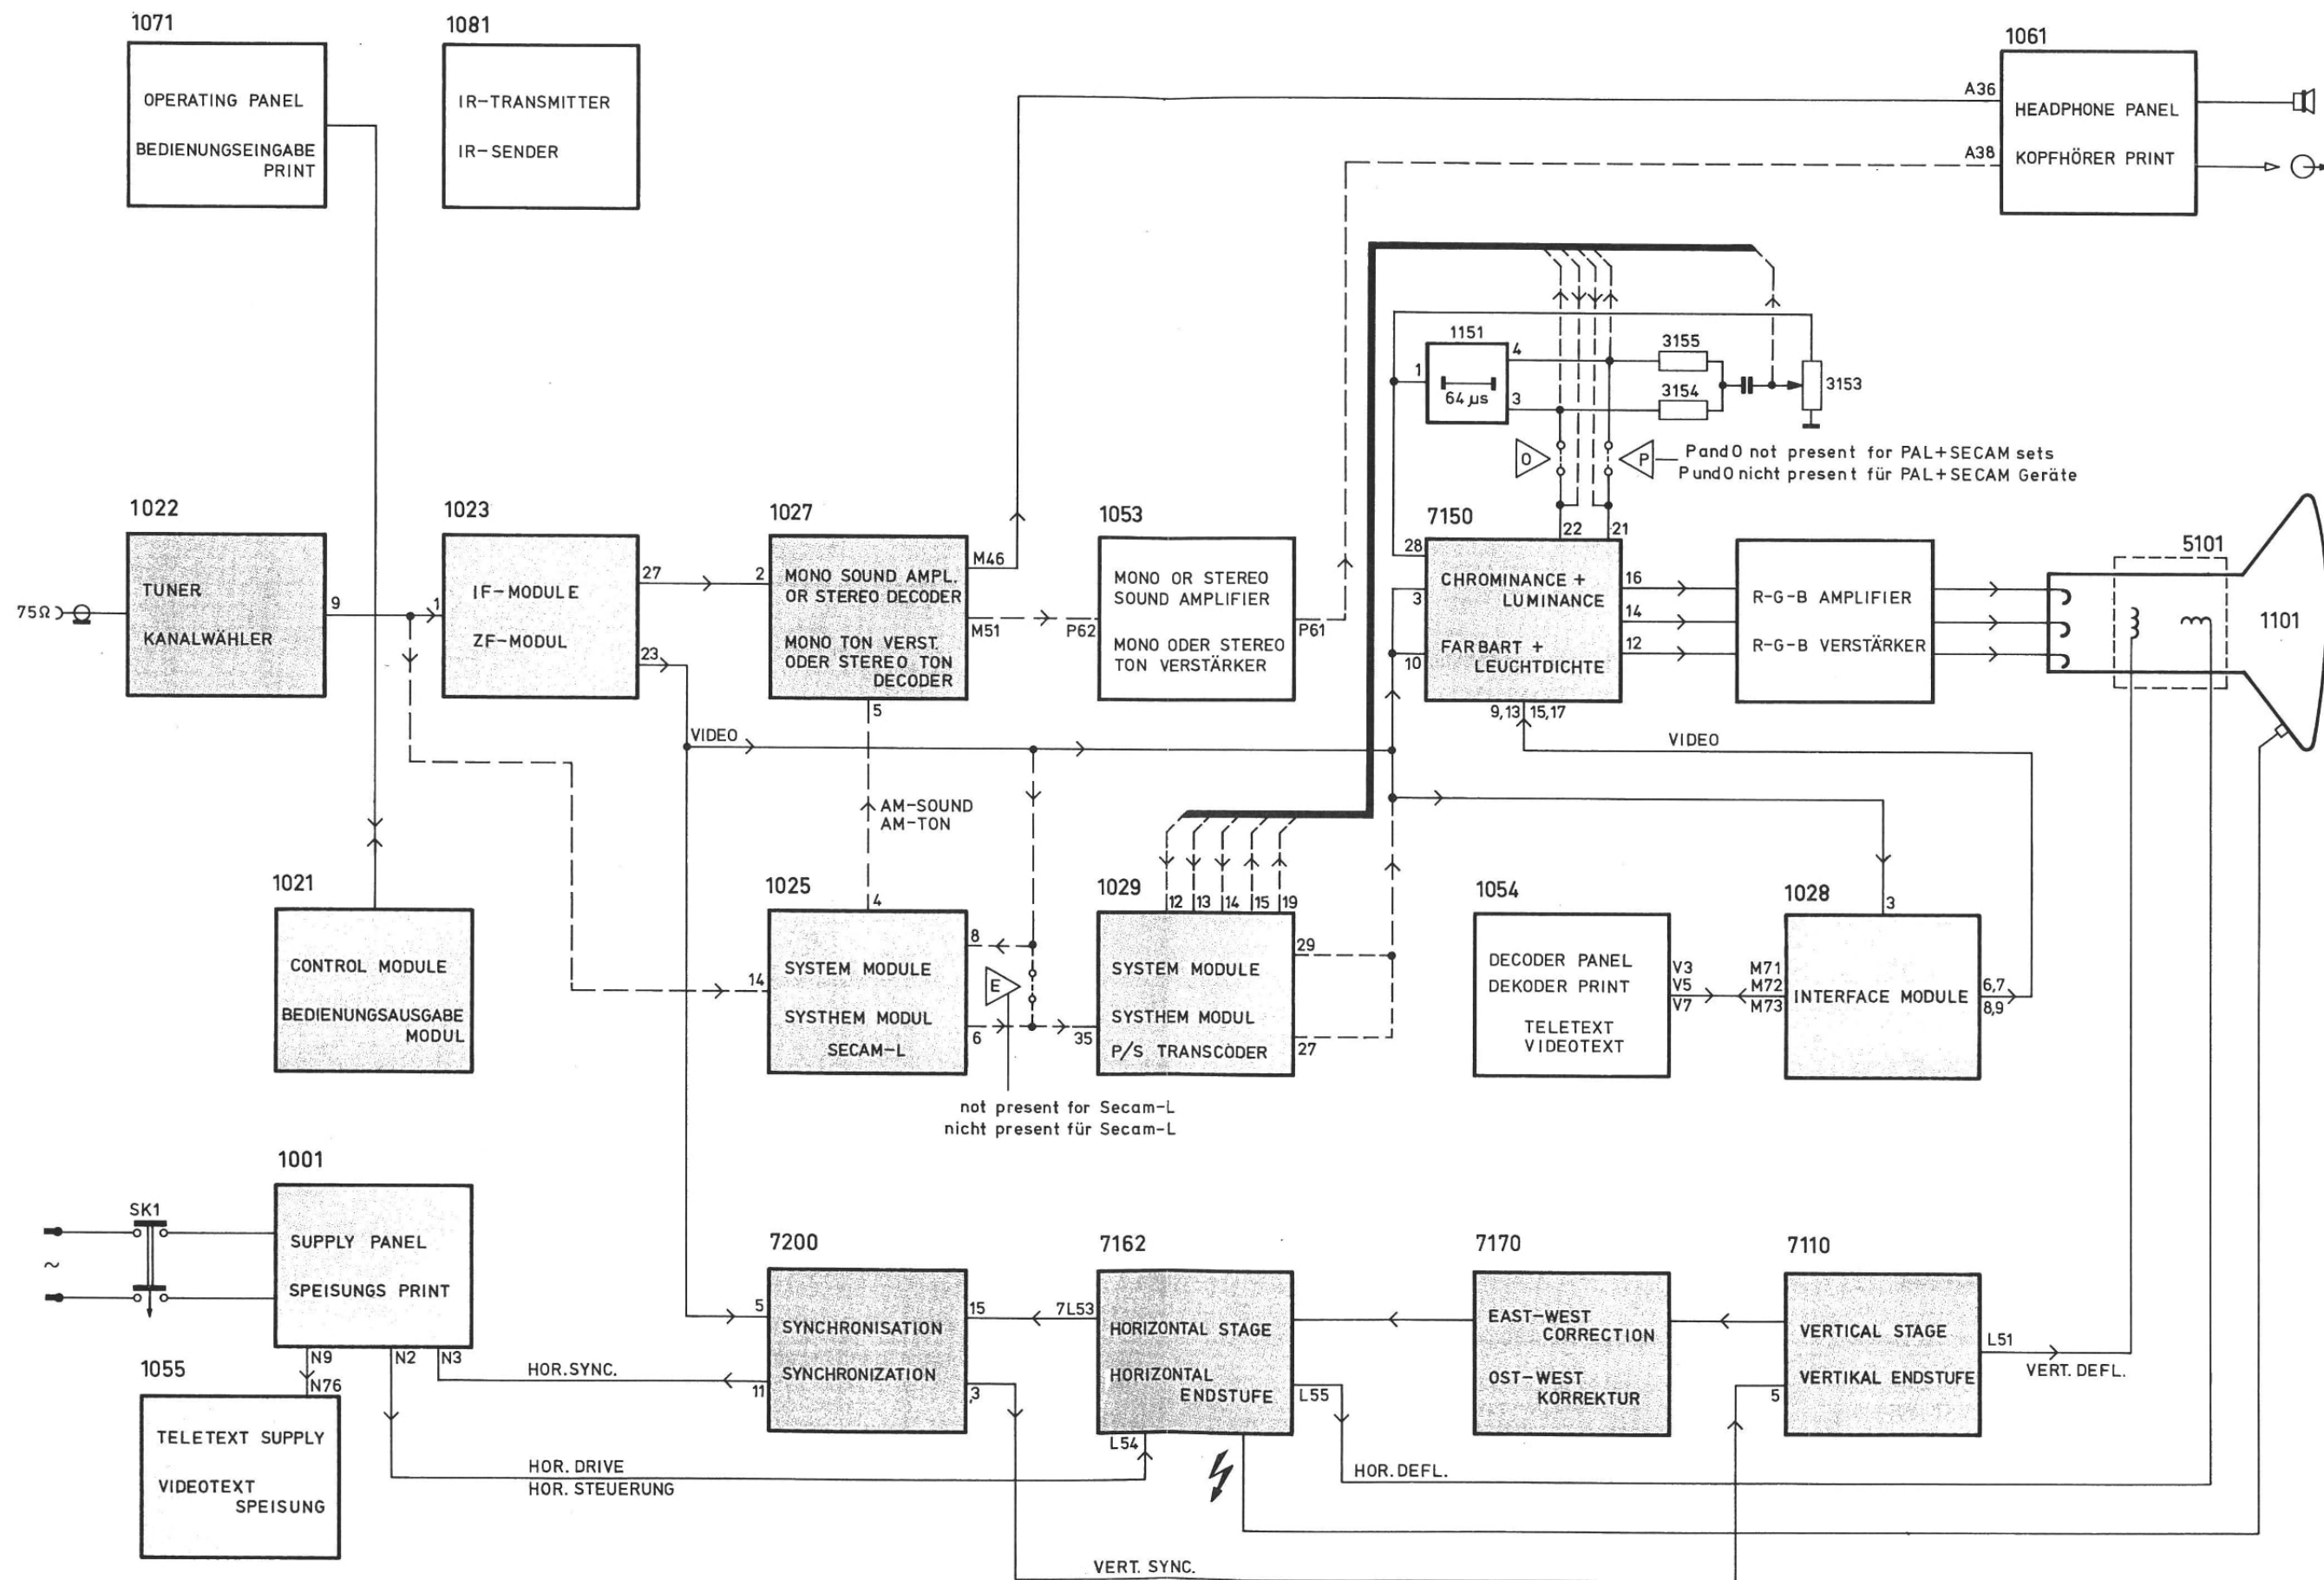 1071
OPERATING PANEL
BEDIENUNGSEINGABE
PRINT
1081
IR-TRANSMITTER
IR-SENDER
1061
A36
A38
HEADPHONE PANEL
KOPFHÖRER PRINT
1151
1
4
3
64 µs
3155
3154
3153
O
P
P and O not present for PAL+SECAM sets
P und O nicht present für PAL+SECAM Geräte
75Ω
1022
TUNER
KANALWÄHLER
9
1023
1
IF-MODULE
ZF-MODUL
27
23
1027
2
MONO SOUND AMPL.
OR STEREO DECODER
MONO TON VERST.
ODER STEREO TON
DECODER
M46
M51
5
1053
P62
MONO OR STEREO
SOUND AMPLIFIER
MONO ODER STEREO
TON VERSTÄRKER
P61
7150
22
21
28
3
10
CHROMINANCE +
LUMINANCE
FARBART +
LEUCHTDICHTE
16
14
12
9,13
15,17
R-G-B AMPLIFIER
R-G-B VERSTÄRKER
5101
1101
VIDEO
VIDEO
AM-SOUND
AM-TON
1021
CONTROL MODULE
BEDIENUNGSAUSGABE
MODUL
1025
4
14
8
6
SYSTEM MODULE
SYSTHEM MODUL
SECAM-L
E
not present for Secam-L
nicht present für Secam-L
1029
12
13
14
15
19
35
SYSTEM MODULE
SYSTHEM MODUL
P/S TRANSCODER
29
27
1054
DECODER PANEL
DEKODER PRINT
TELETEXT
VIDEOTEXT
V3
V5
V7
1028
3
M71
M72
M73
INTERFACE MODULE
6,7
8,9
1001
SK1
~
SUPPLY PANEL
SPEISUNGS PRINT
N9
N2
N3
N76
1055
TELETEXT SUPPLY
VIDEOTEXT
SPEISUNG
HOR.SYNC.
HOR. DRIVE
HOR. STEUERUNG
7200
5
11
SYNCHRONISATION
SYNCHRONIZATION
15
3
7162
7L53
HORIZONTAL STAGE
HORIZONTAL
ENDSTUFE
L54
L55
HOR. DEFL.
7170
EAST-WEST
CORRECTION
OST-WEST
KORREKTUR
7110
VERTICAL STAGE
VERTIKAL ENDSTUFE
5
L51
VERT. DEFL.
VERT. SYNC.